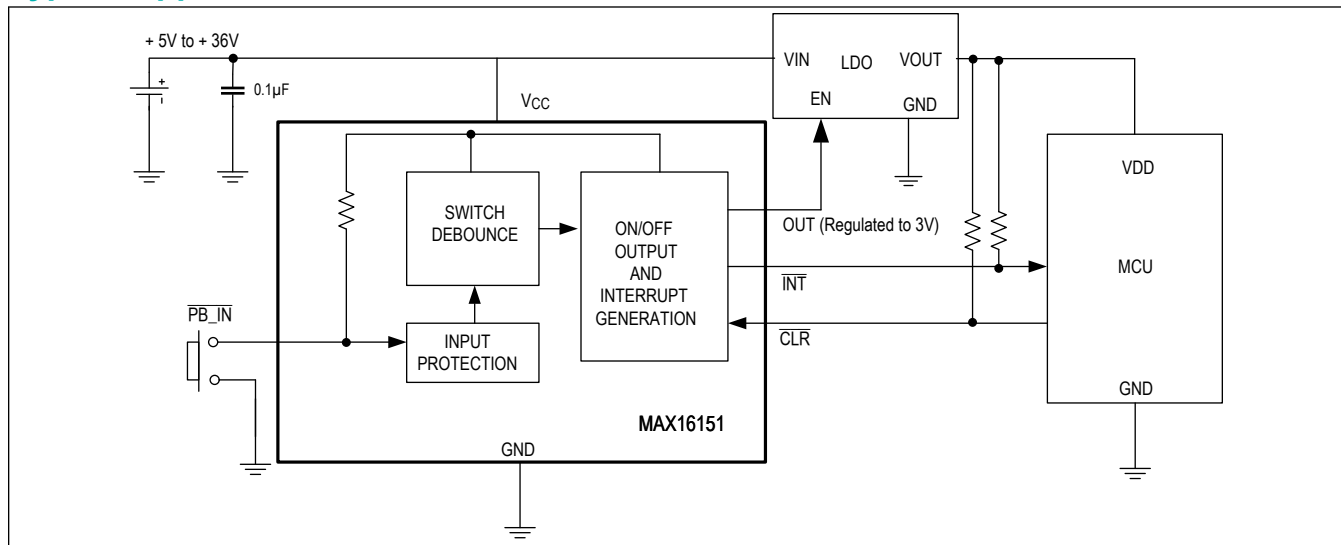 + 5V to + 36V
+
-
0.1µF
VCC
VIN
LDO
VOUT
EN
GND
VDD
MCU
GND
SWITCH
DEBOUNCE
ON/OFF
OUTPUT
AND
INTERRUPT
GENERATION
OUT (Regulated to 3V)
INT
CLR
PB_IN
INPUT
PROTECTION
MAX16151
GND